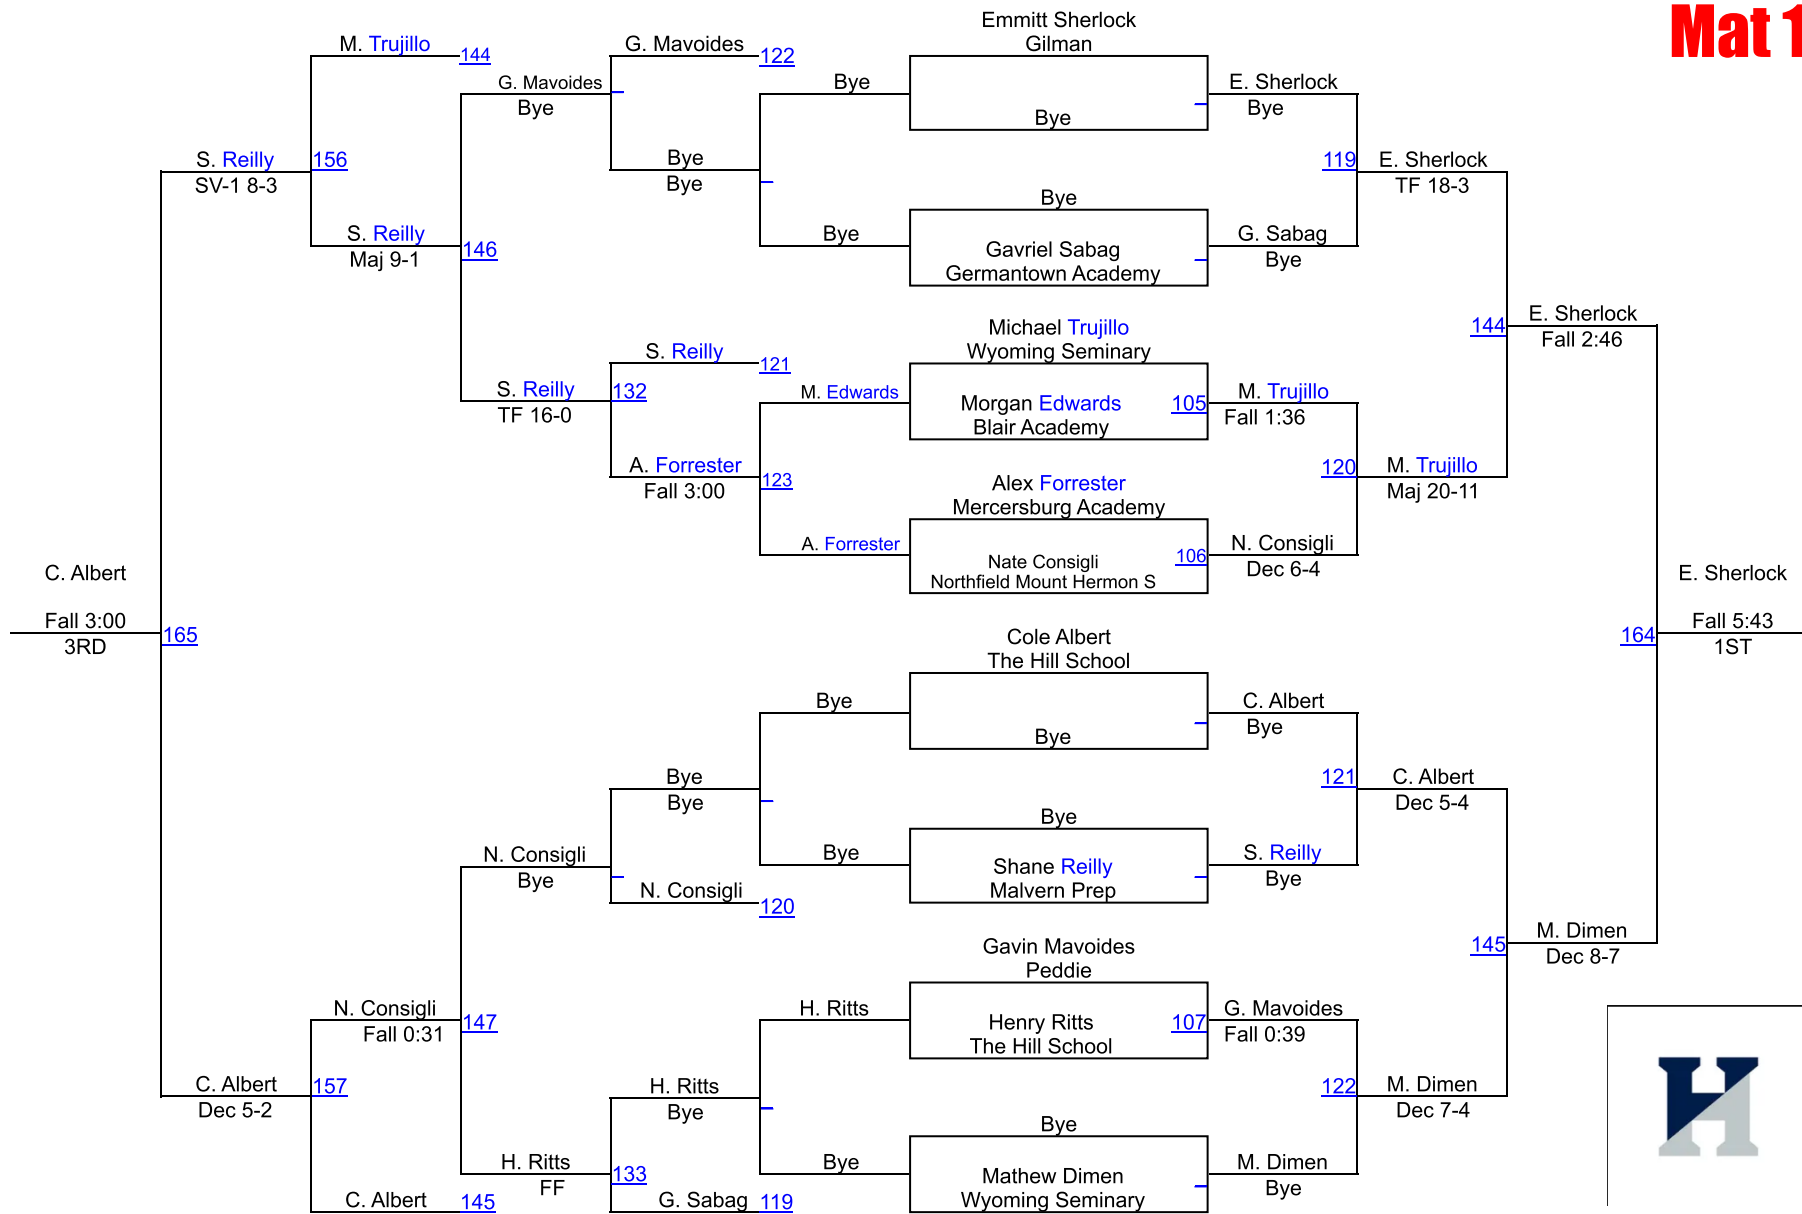 Mat 1
Emmitt Sherlock
Gilman
M. Trujillo
144
G. Mavoides
122
G. Mavoides
Bye
Bye
Bye
E. Sherlock
Bye
S. Reilly
156
SV-1 8-3
Bye
Bye
119
E. Sherlock
TF 18-3
Bye
S. Reilly
146
Maj 9-1
Bye
Gavriel Sabag
Germantown Academy
G. Sabag
Bye
Michael Trujillo
Wyoming Seminary
144
E. Sherlock
Fall 2:46
S. Reilly
121
S. Reilly
132
TF 16-0
M. Edwards
Morgan Edwards
Blair Academy
105
M. Trujillo
Fall 1:36
A. Forrester
123
Fall 3:00
Alex Forrester
Mercersburg Academy
120
M. Trujillo
Maj 20-11
A. Forrester
Nate Consigli
Northfield Mount Hermon S
106
N. Consigli
Dec 6-4
C. Albert
Fall 3:00
165
3RD
E. Sherlock
Fall 5:43
164
1ST
Cole Albert
The Hill School
Bye
Bye
C. Albert
Bye
Bye
Bye
121
C. Albert
Dec 5-4
Bye
N. Consigli
Bye
Bye
Shane Reilly
Malvern Prep
S. Reilly
Bye
N. Consigli
120
Gavin Mavoides
Peddie
145
M. Dimen
Dec 8-7
N. Consigli
147
Fall 0:31
H. Ritts
Henry Ritts
The Hill School
107
G. Mavoides
Fall 0:39
C. Albert
157
Dec 5-2
H. Ritts
Bye
122
M. Dimen
Dec 7-4
Bye
H. Ritts
133
FF
Bye
Mathew Dimen
Wyoming Seminary
M. Dimen
Bye
C. Albert
145
G. Sabag
119
H